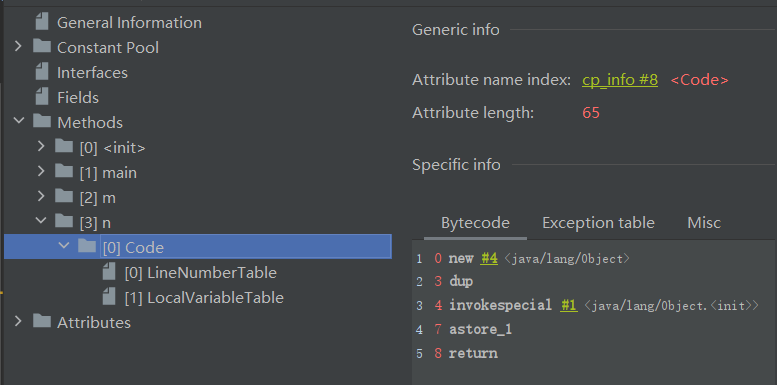 General Information
Constant Pool
Interfaces
Fields
Methods
[0] <init>
[1] main
[2] m
[3] n
[0] Code
[0] LineNumberTable
[1] LocalVariableTable
Attributes
Generic info
Attribute name index: cp_info #8 <Code>
Attribute length: 65
Specific info
Bytecode Exception table Misc
1 0 new #4 <java/lang/Object>
2 3 dup
3 4 invokespecial #1 <java/lang/Object.<init>>
4 7 astore_1
5 8 return